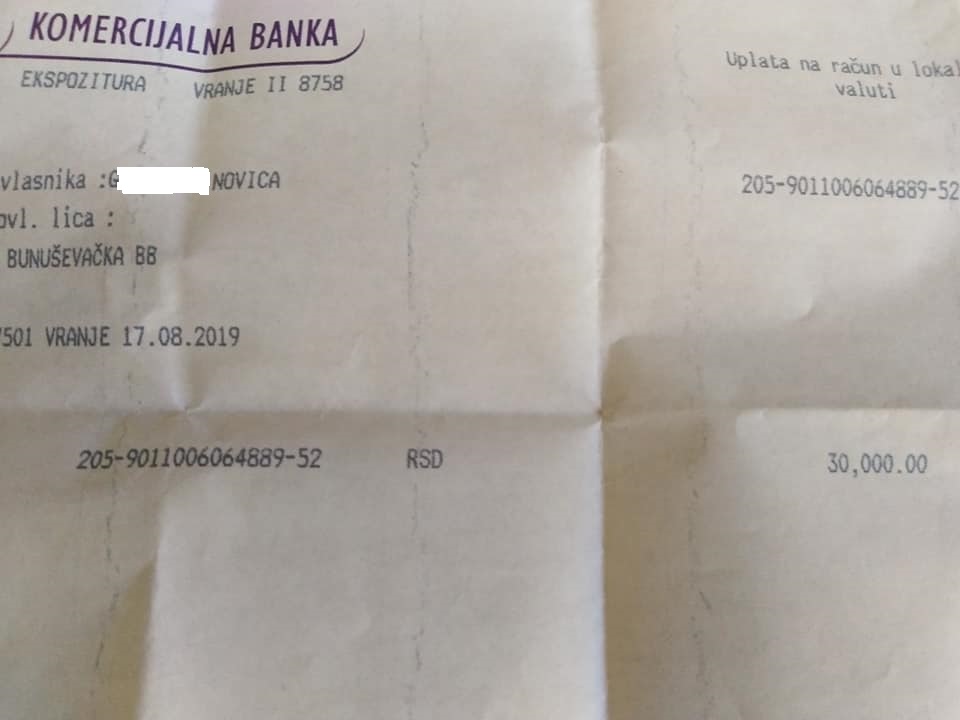 KOMERCIJALNA BANKA
EKSPOZITURA VRANJE II 8758
Uplata na račun u lokal
valuti
vlasnika :G NOVICA
205-9011006064889-52
ovl. lica :
BUNUŠEVAČKA BB
501 VRANJE 17.08.2019
205-9011006064889-52 RSD 30,000.00